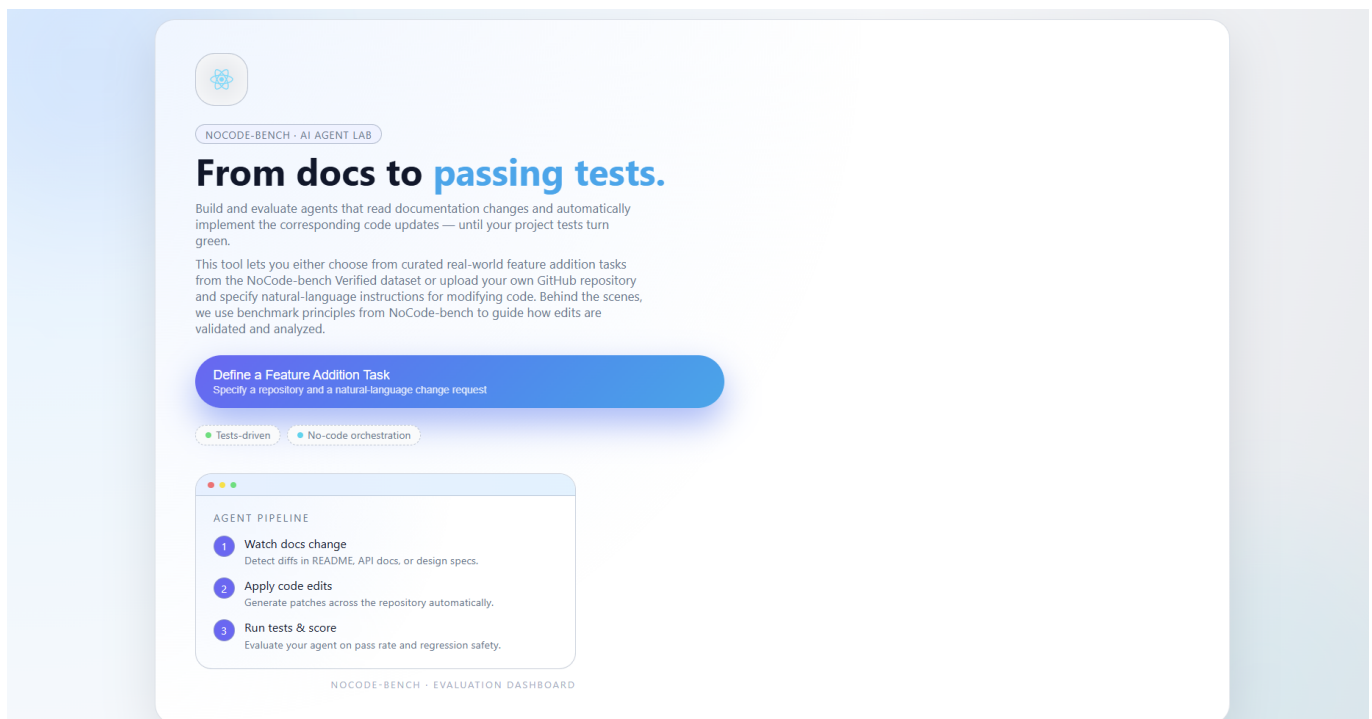 NOCODE-BENCH · AI AGENT LAB
From docs to passing tests.
Build and evaluate agents that read documentation changes and automatically
implement the corresponding code updates — until your project tests turn
green.
This tool lets you either choose from curated real-world feature addition tasks
from the NoCode-bench Verified dataset or upload your own GitHub repository
and specify natural-language instructions for modifying code. Behind the scenes,
we use benchmark principles from NoCode-bench to guide how edits are
validated and analyzed.
Define a Feature Addition Task
Specify a repository and a natural-language change request
Tests-driven
No-code orchestration
AGENT PIPELINE
1
Watch docs change
Detect diffs in README, API docs, or design specs.
2
Apply code edits
Generate patches across the repository automatically.
3
Run tests & score
Evaluate your agent on pass rate and regression safety.
NOCODE-BENCH · EVALUATION DASHBOARD